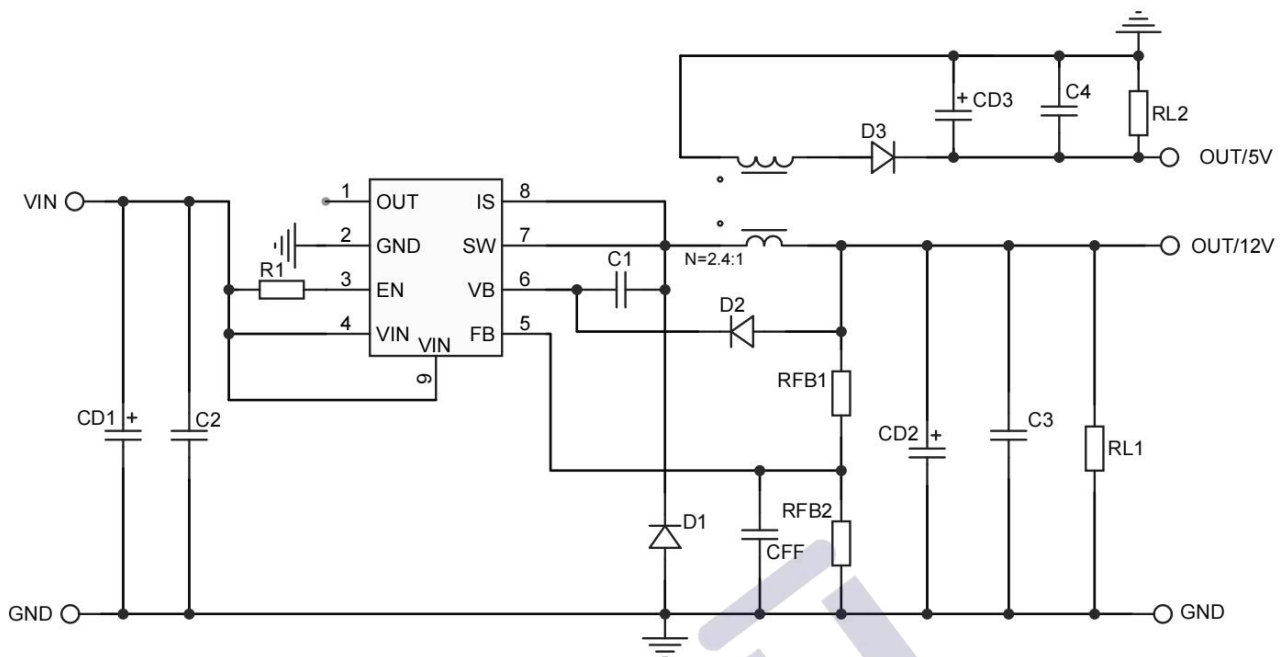 + CD3
C4
RL2
D3
OUT/5V
VIN
1
OUT
IS
8
2
GND
SW
7
N=2.4:1
OUT/12V
R1
3
EN
VB
6
C1
4
VIN
VIN
FB
5
D2
9
RFB1
CD1 +
C2
CD2 +
C3
RL1
RFB2
D1
CFF
GND
GND